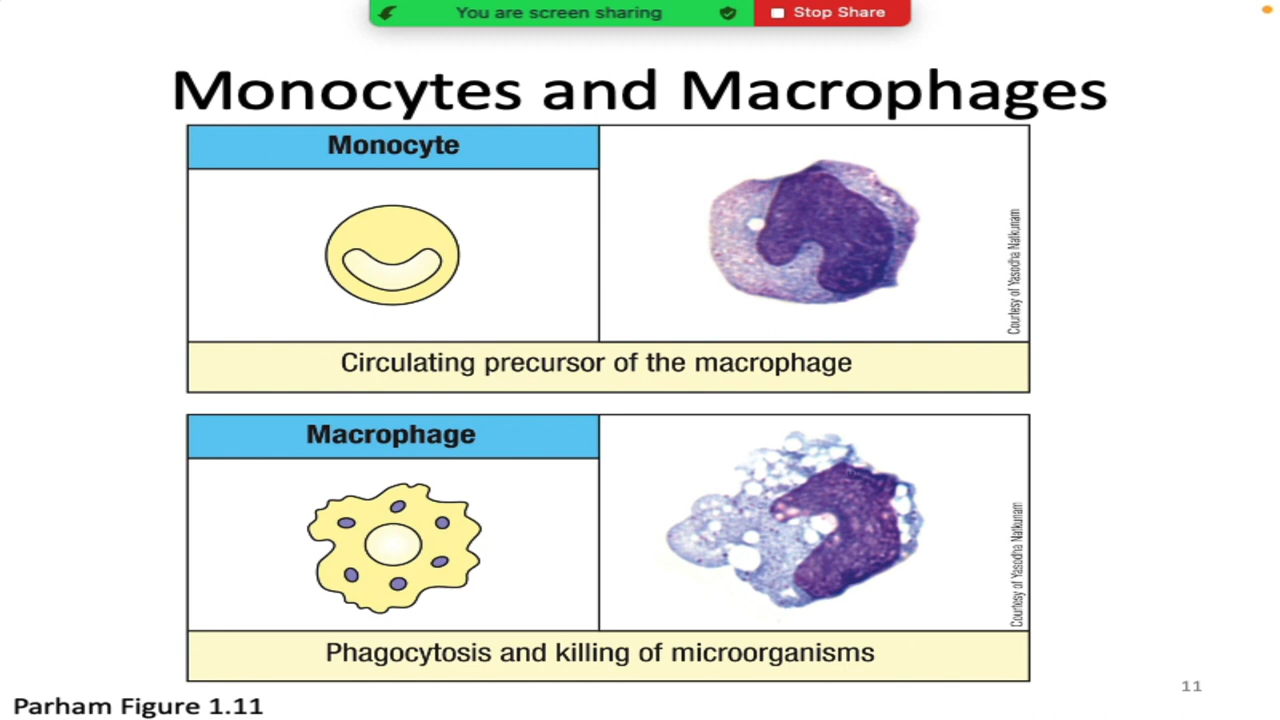 You are screen sharing
Stop Share
Monocytes and Macrophages
Monocyte
Courtesy of Yasodha Natkunam
Circulating precursor of the macrophage
Macrophage
Courtesy of Yasodha Natkunam
Phagocytosis and killing of microorganisms
11
Parham Figure 1.11